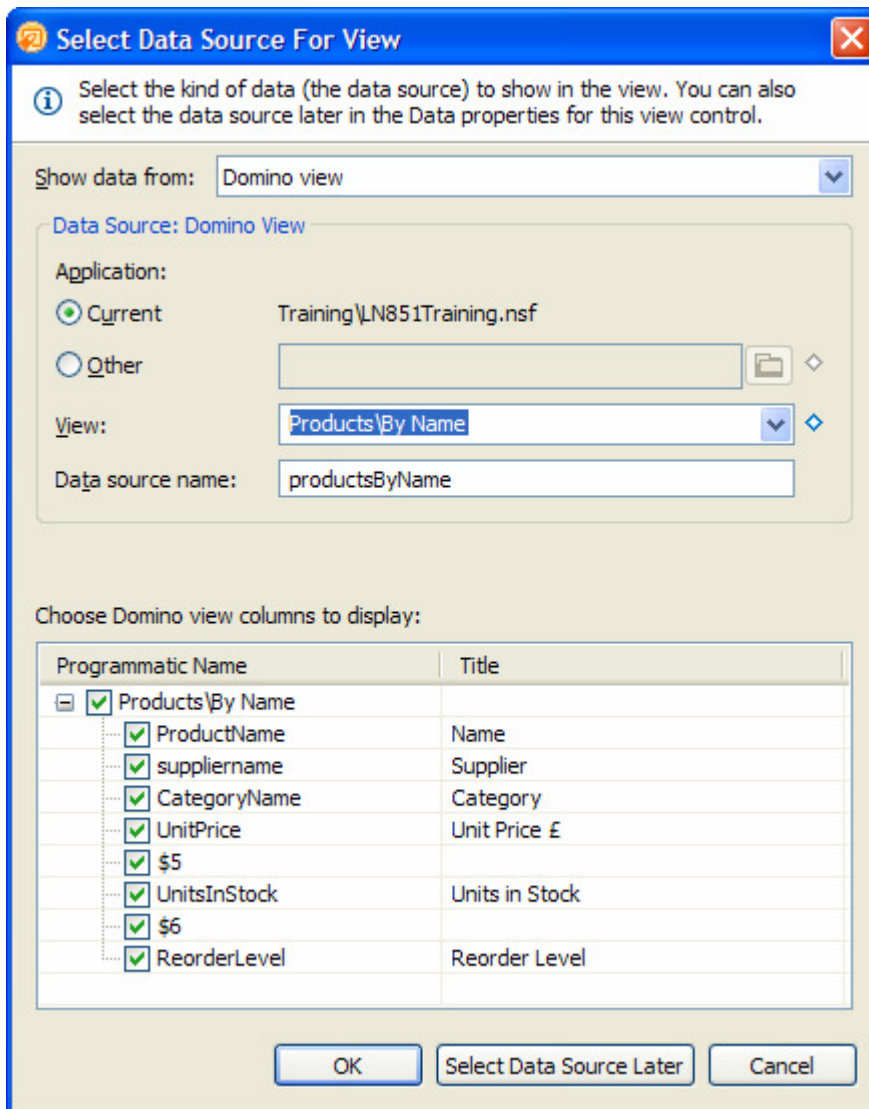 Select Data Source For View
Select the kind of data (the data source) to show in the view. You can also
select the data source later in the Data properties for this view control.
Show data from: Domino view
Data Source: Domino View
Application:
Current Training\LN851Training.nsf
Other
View: Products\By Name
Data source name: productsByName
Choose Domino view columns to display:
Programmatic Name Title
Products\By Name
ProductName Name
suppliername Supplier
CategoryName Category
UnitPrice Unit Price £
$5
UnitsInStock Units in Stock
$6
ReorderLevel Reorder Level
OK Select Data Source Later Cancel